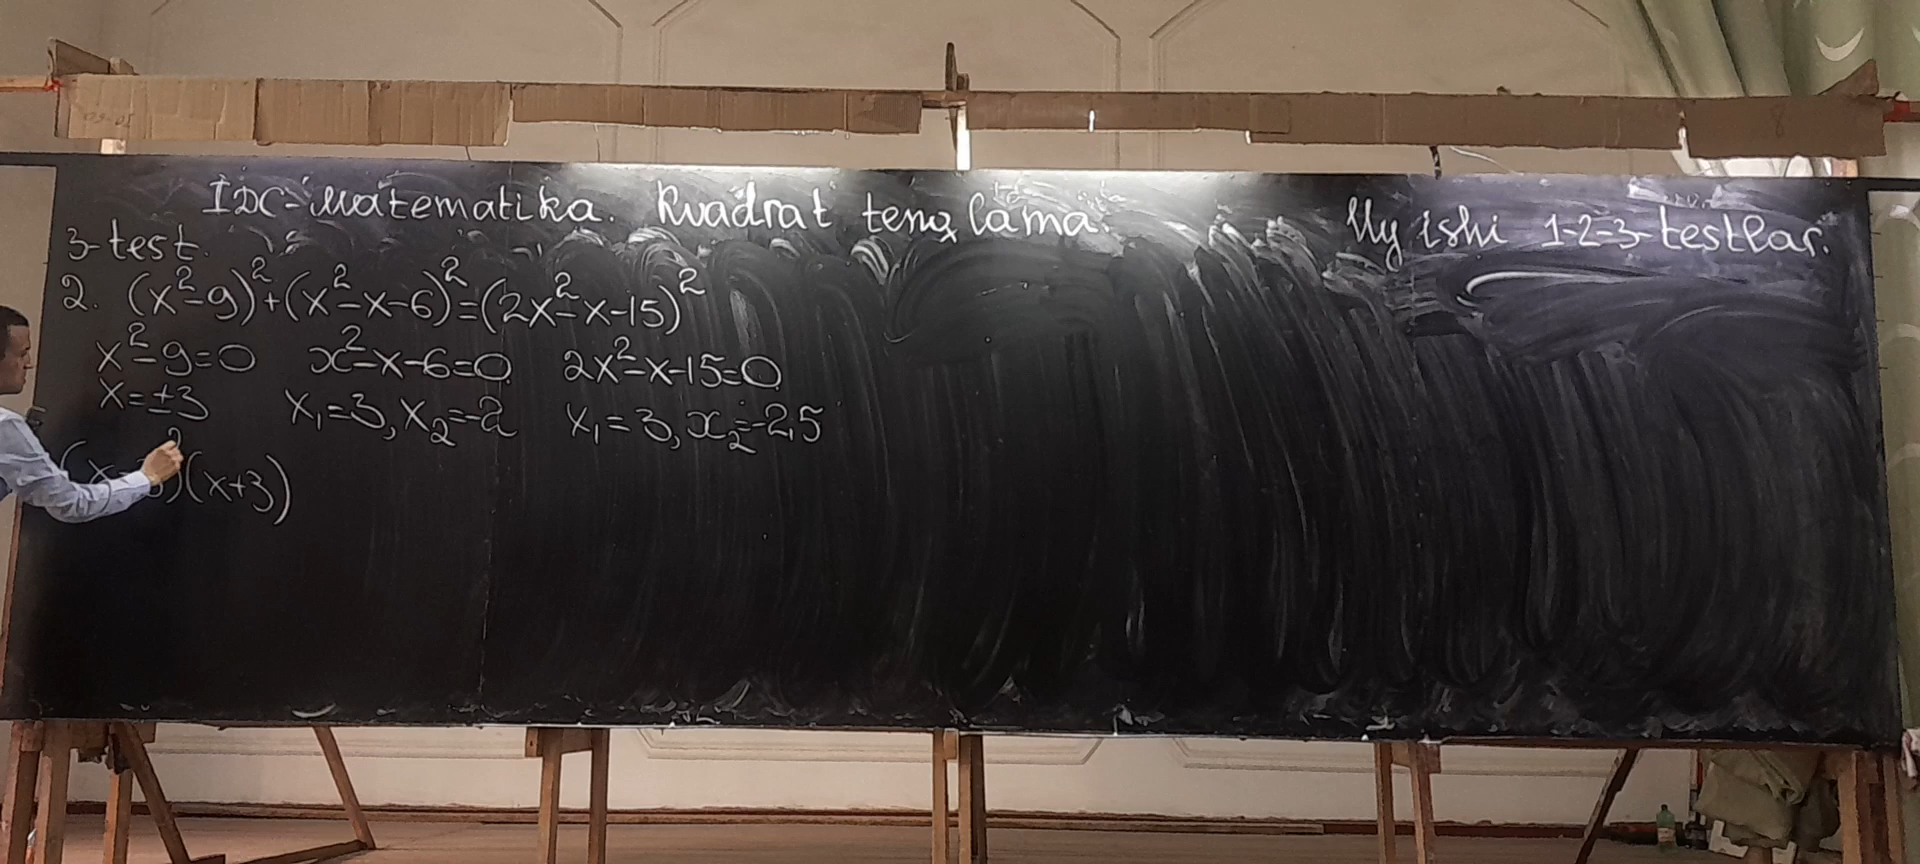 IDC-Matematika. Kvadrat tenglama.
Uy ishi 1-2-3-testlar.
3-test.
2. (x²-9)²+(x²-x-6)²=(2x²-x-15)²
x²-9=0 x²-x-6=0 2x²-x-15=0
x=±3 x₁=3, x₂=-2 x₁=3, x₂=-2,5
(x-3)²(x+3)